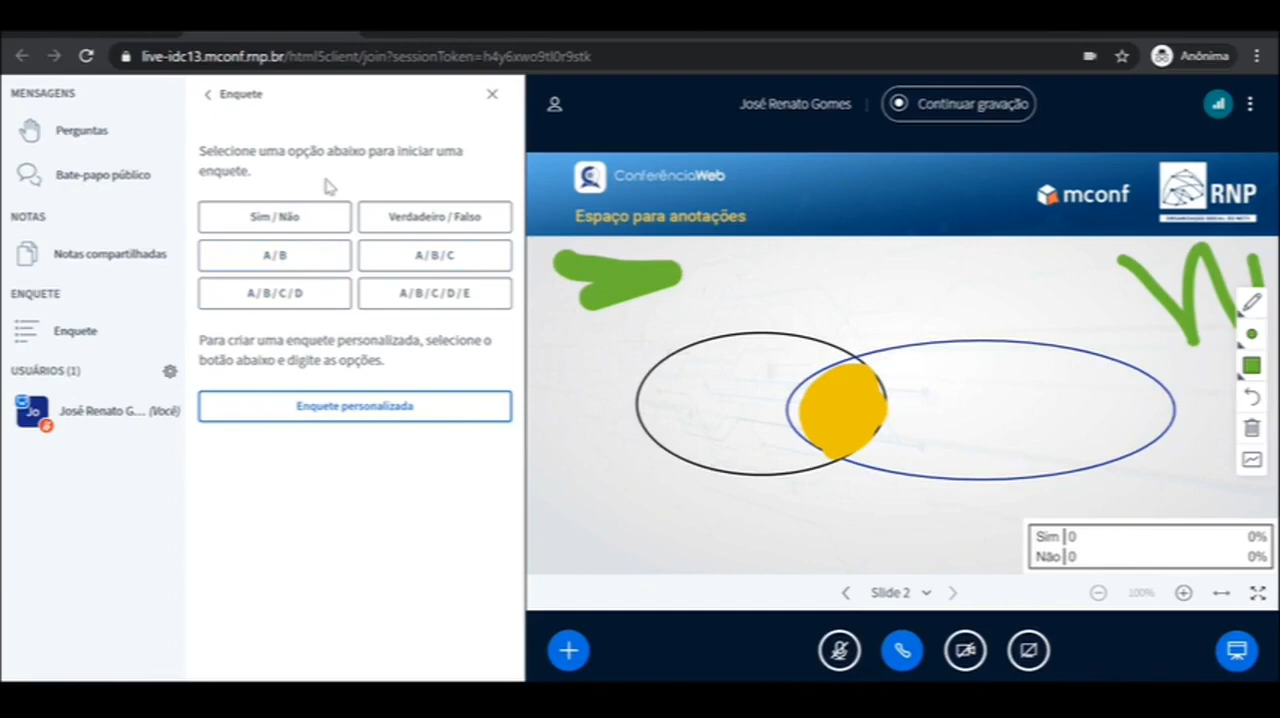 live-idc13.mconf.rnp.br/html5client/join?sessionToken=h4y6xwo9tl0r9stk
Anônima
MENSAGENS
Perguntas
Bate-papo público
NOTAS
Notas compartilhadas
ENQUETE
Enquete
USUÁRIOS (1)
Jo
José Renato G... (Você)
Enquete
Selecione uma opção abaixo para iniciar uma
enquete.
Sim / Não
Verdadeiro / Falso
A / B
A / B / C
A / B / C / D
A / B / C / D / E
Para criar uma enquete personalizada, selecione o
botão abaixo e digite as opções.
Enquete personalizada
José Renato Gomes
Continuar gravação
ConferênciaWeb
mconf
RNP
Espaço para anotações
Sim 0 0%
Não 0 0%
Slide 2
100%